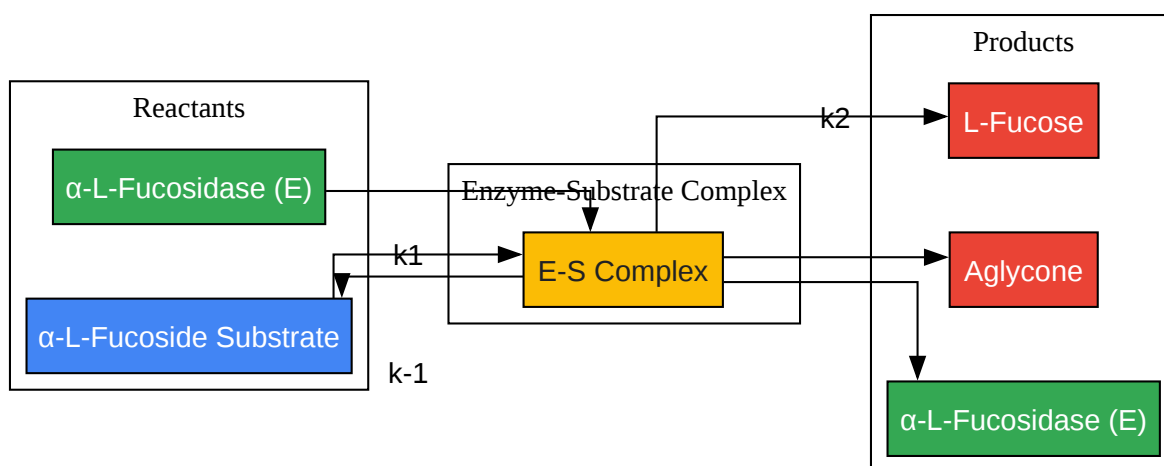 Products
Reactants
L-Fucose
k2
α-L-Fucosidase (E)
Enzyme-Substrate Complex
k1
E-S Complex
Aglycone
α-L-Fucoside Substrate
k-1
α-L-Fucosidase (E)